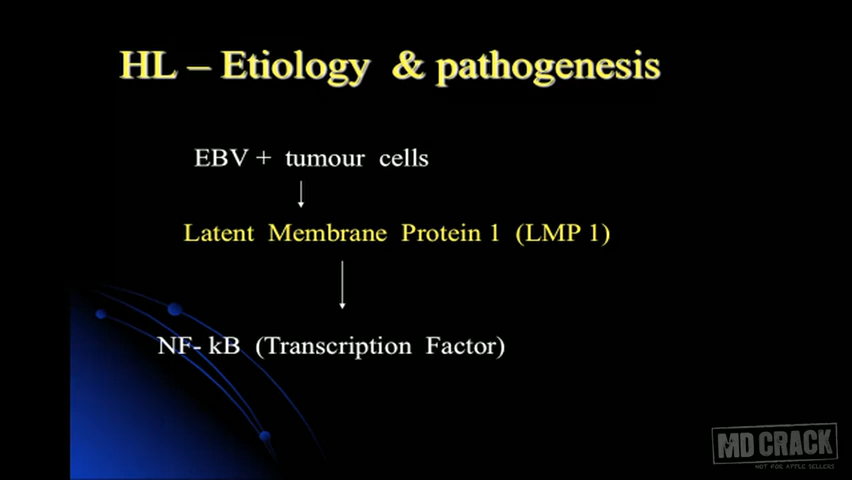 HL – Etiology & pathogenesis
EBV + tumour cells
Latent Membrane Protein 1 (LMP 1)
NF- kB (Transcription Factor)
MD CRACK
NOT FOR APPLE SELLERS